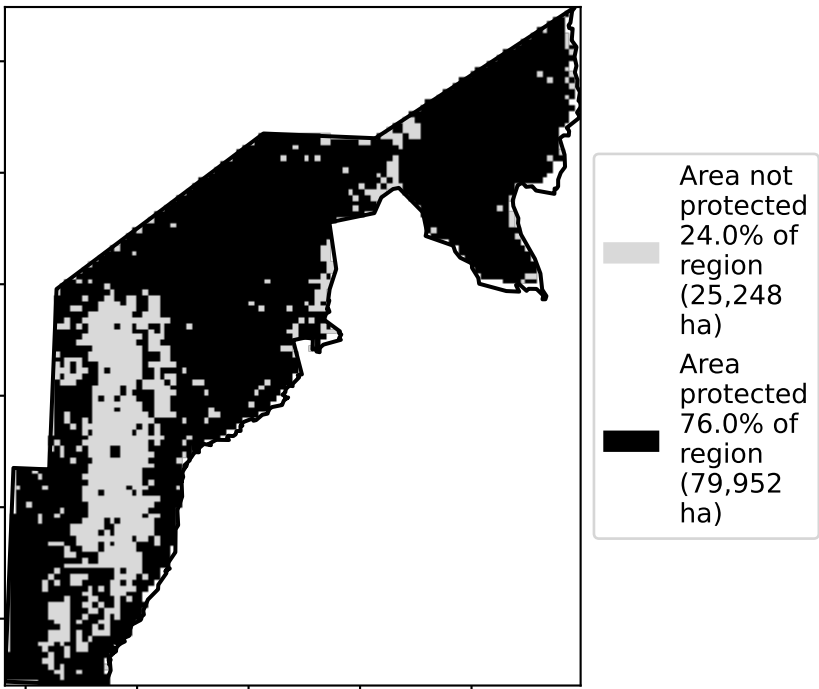 Area not
protected
24.0% of
region
(25,248
ha)
Area
protected
76.0% of
region
(79,952
ha)